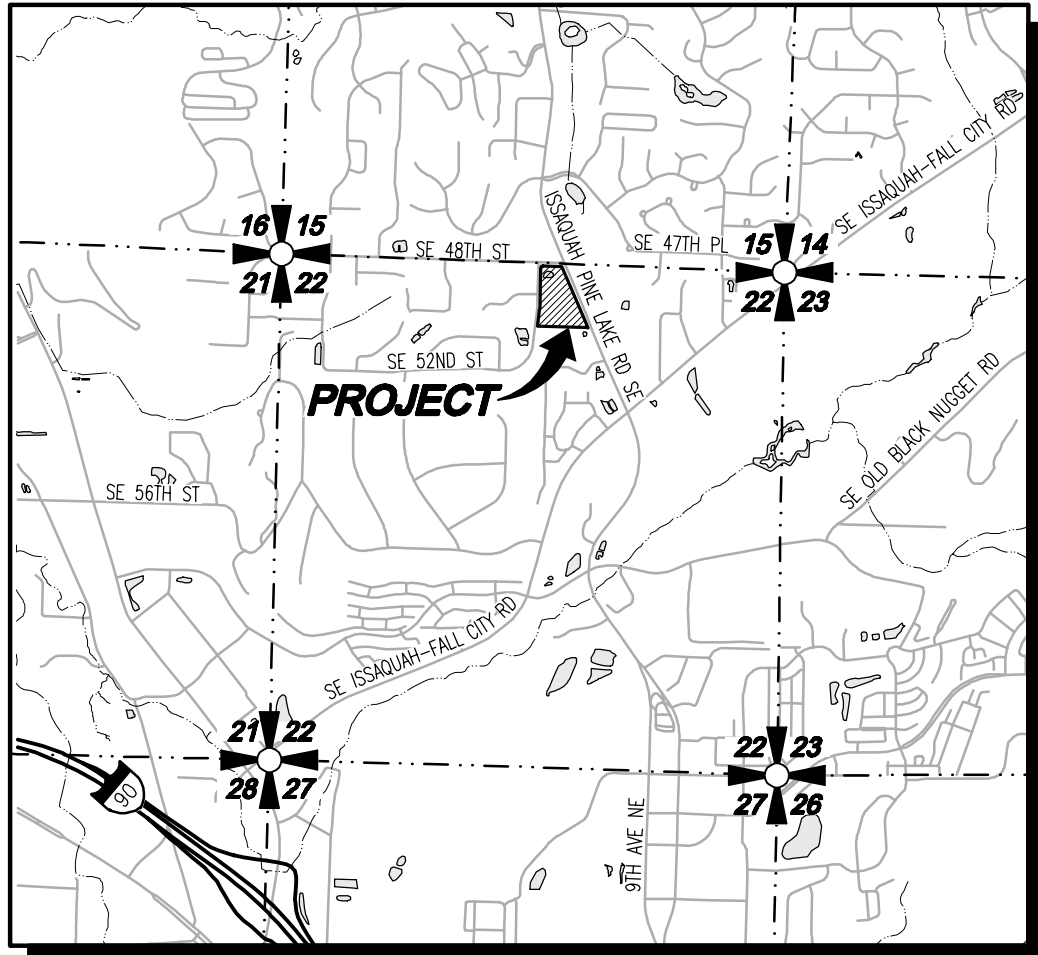 SE ISSAQUAH-FALL CITY RD
16 15
21 22
SE 48TH ST
ISSAQUAH PINE LAKE RD SE
SE 47TH PL
15 14
22 23
SE 52ND ST
PROJECT
SE OLD BLACK NUGGET RD
SE 56TH ST
SE ISSAQUAH-FALL CITY RD
21 22
28 27
22 23
27 26
90
9TH AVE NE